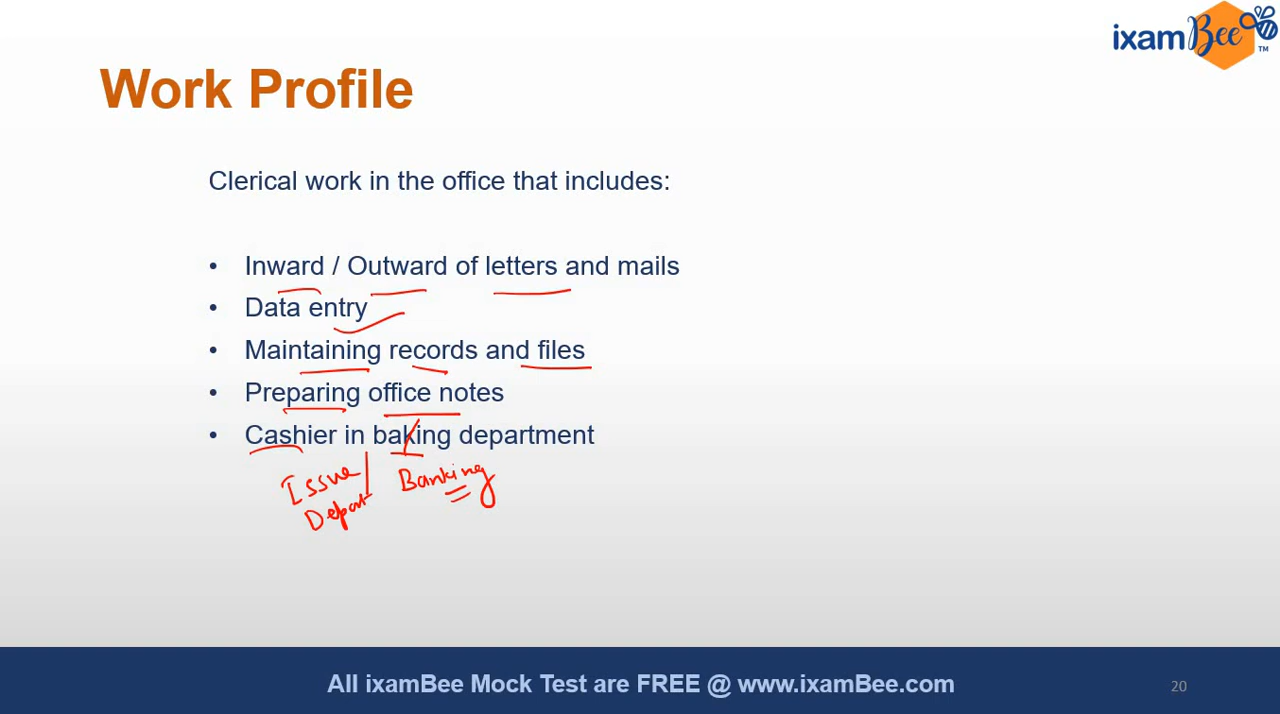 ixamBee
TM
Work Profile
Clerical work in the office that includes:
• Inward / Outward of letters and mails
• Data entry
• Maintaining records and files
• Preparing office notes
• Cashier in baking department
Issue / Banking
Depart
All ixamBee Mock Test are FREE @ www.ixamBee.com
20